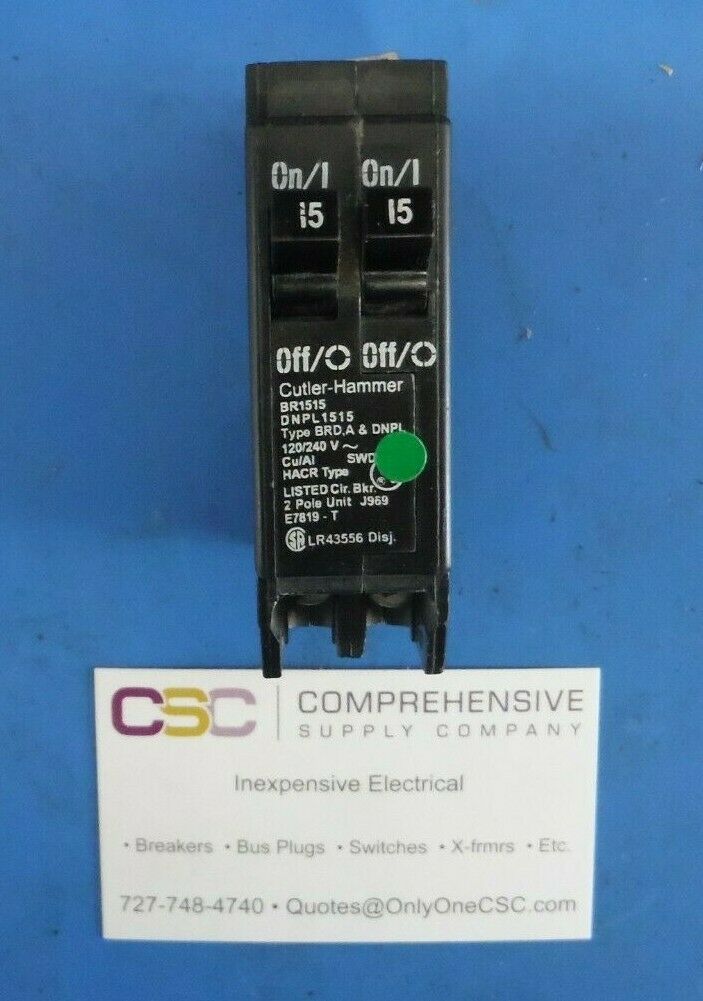 On/I On/I
15 15
Off/O Off/O
Cutler-Hammer
BR1515
DNPL1515
Type BRD,A & DNPL
120/240 V ~
Cu/Al SWD
HACR Type
LISTED Cir. Bkr.
2 Pole Unit J969
E7819 - T
SA LR43556 Disj.
CSC COMPREHENSIVE
SUPPLY COMPANY
Inexpensive Electrical
• Breakers • Bus Plugs • Switches • X-frmrs • Etc.
727-748-4740 • Quotes@OnlyOneCSC.com